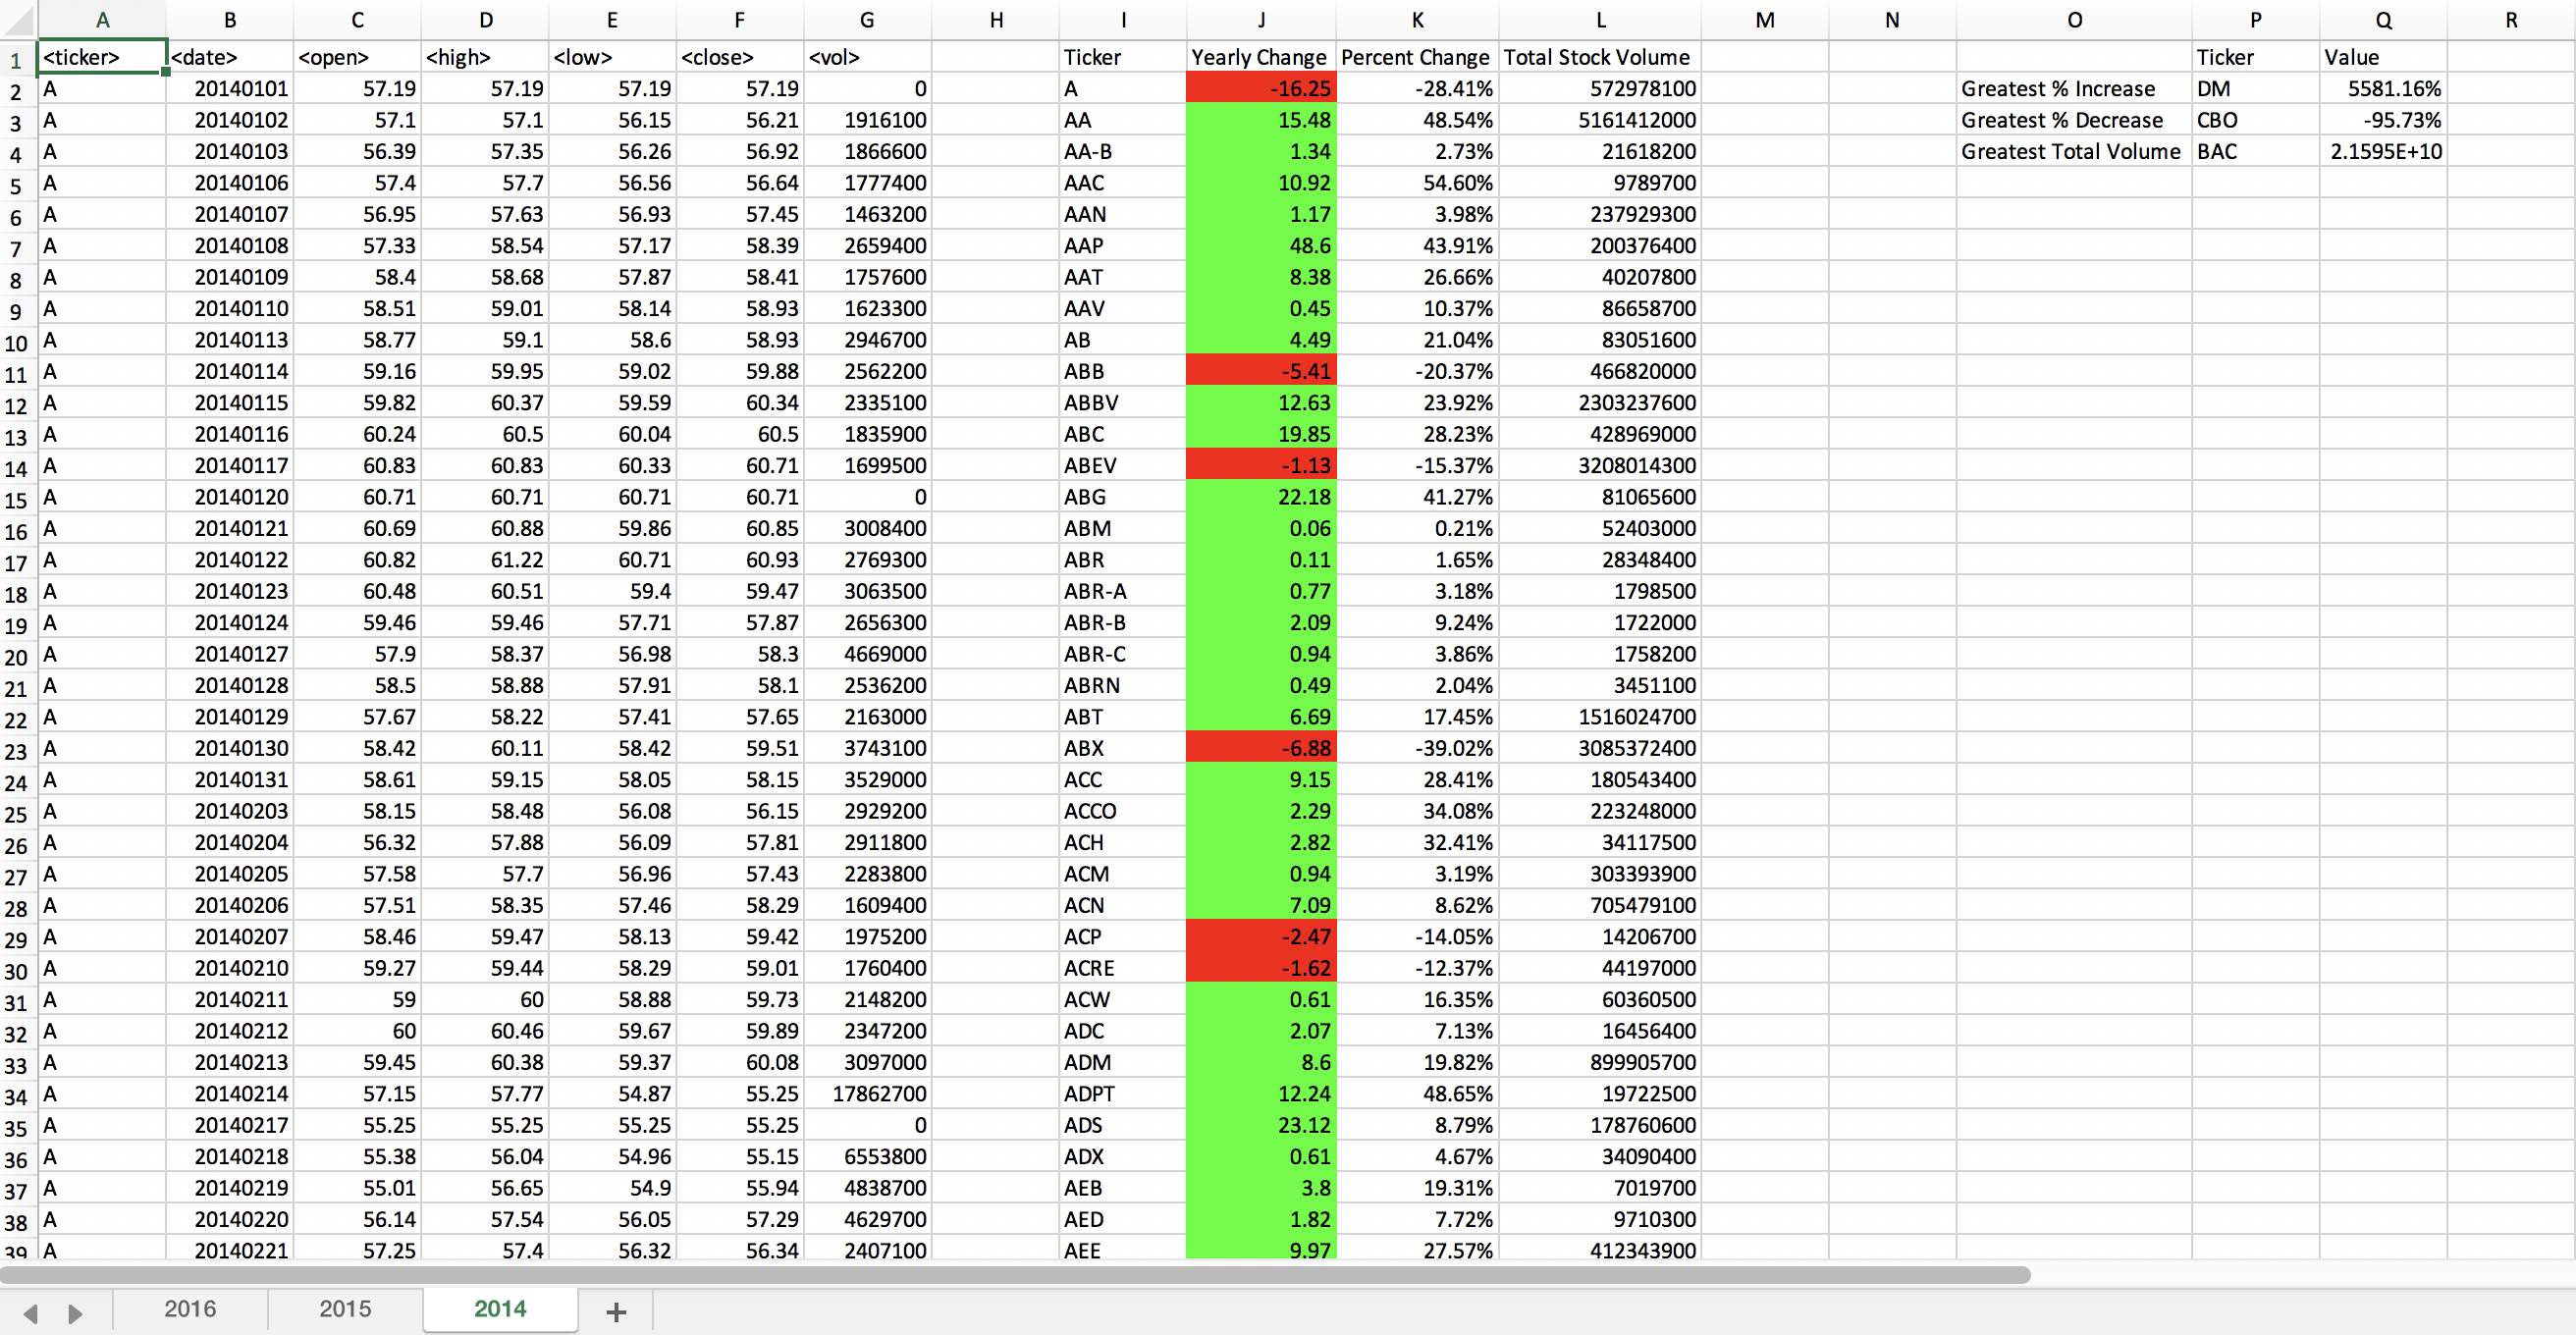 A B C D E F G H I J K L M N O P Q R
1 <ticker> <date> <open> <high> <low> <close> <vol> Ticker Yearly Change Percent Change Total Stock Volume Ticker Value
2 A 20140101 57.19 57.19 57.19 57.19 0 A -16.25 -28.41% 572978100 Greatest % Increase DM 5581.16%
3 A 20140102 57.1 57.1 56.15 56.21 1916100 AA 15.48 48.54% 5161412000 Greatest % Decrease CBO -95.73%
4 A 20140103 56.39 57.35 56.26 56.92 1866600 AA-B 1.34 2.73% 21618200 Greatest Total Volume BAC 2.1595E+10
5 A 20140106 57.4 57.7 56.56 56.64 1777400 AAC 10.92 54.60% 9789700
6 A 20140107 56.95 57.63 56.93 57.45 1463200 AAN 1.17 3.98% 237929300
7 A 20140108 57.33 58.54 57.17 58.39 2659400 AAP 48.6 43.91% 200376400
8 A 20140109 58.4 58.68 57.87 58.41 1757600 AAT 8.38 26.66% 40207800
9 A 20140110 58.51 59.01 58.14 58.93 1623300 AAV 0.45 10.37% 86658700
10 A 20140113 58.77 59.1 58.6 58.93 2946700 AB 4.49 21.04% 83051600
11 A 20140114 59.16 59.95 59.02 59.88 2562200 ABB -5.41 -20.37% 466820000
12 A 20140115 59.82 60.37 59.59 60.34 2335100 ABBV 12.63 23.92% 2303237600
13 A 20140116 60.24 60.5 60.04 60.5 1835900 ABC 19.85 28.23% 428969000
14 A 20140117 60.83 60.83 60.33 60.71 1699500 ABEV -1.13 -15.37% 3208014300
15 A 20140120 60.71 60.71 60.71 60.71 0 ABG 22.18 41.27% 81065600
16 A 20140121 60.69 60.88 59.86 60.85 3008400 ABM 0.06 0.21% 52403000
17 A 20140122 60.82 61.22 60.71 60.93 2769300 ABR 0.11 1.65% 28348400
18 A 20140123 60.48 60.51 59.4 59.47 3063500 ABR-A 0.77 3.18% 1798500
19 A 20140124 59.46 59.46 57.71 57.87 2656300 ABR-B 2.09 9.24% 1722000
20 A 20140127 57.9 58.37 56.98 58.3 4669000 ABR-C 0.94 3.86% 1758200
21 A 20140128 58.5 58.88 57.91 58.1 2536200 ABRN 0.49 2.04% 3451100
22 A 20140129 57.67 58.22 57.41 57.65 2163000 ABT 6.69 17.45% 1516024700
23 A 20140130 58.42 60.11 58.42 59.51 3743100 ABX -6.88 -39.02% 3085372400
24 A 20140131 58.61 59.15 58.05 58.15 3529000 ACC 9.15 28.41% 180543400
25 A 20140203 58.15 58.48 56.08 56.15 2929200 ACCO 2.29 34.08% 223248000
26 A 20140204 56.32 57.88 56.09 57.81 2911800 ACH 2.82 32.41% 34117500
27 A 20140205 57.58 57.7 56.96 57.43 2283800 ACM 0.94 3.19% 303393900
28 A 20140206 57.51 58.35 57.46 58.29 1609400 ACN 7.09 8.62% 705479100
29 A 20140207 58.46 59.47 58.13 59.42 1975200 ACP -2.47 -14.05% 14206700
30 A 20140210 59.27 59.44 58.29 59.01 1760400 ACRE -1.62 -12.37% 44197000
31 A 20140211 59 60 58.88 59.73 2148200 ACW 0.61 16.35% 60360500
32 A 20140212 60 60.46 59.67 59.89 2347200 ADC 2.07 7.13% 16456400
33 A 20140213 59.45 60.38 59.37 60.08 3097000 ADM 8.6 19.82% 899905700
34 A 20140214 57.15 57.77 54.87 55.25 17862700 ADPT 12.24 48.65% 19722500
35 A 20140217 55.25 55.25 55.25 55.25 0 ADS 23.12 8.79% 178760600
36 A 20140218 55.38 56.04 54.96 55.15 6553800 ADX 0.61 4.67% 34090400
37 A 20140219 55.01 56.65 54.9 55.94 4838700 AEB 3.8 19.31% 7019700
38 A 20140220 56.14 57.54 56.05 57.29 4629700 AED 1.82 7.72% 9710300
39 A 20140221 57.25 57.4 56.32 56.34 2407100 AEE 9.97 27.57% 412343900
2016 2015 2014 +